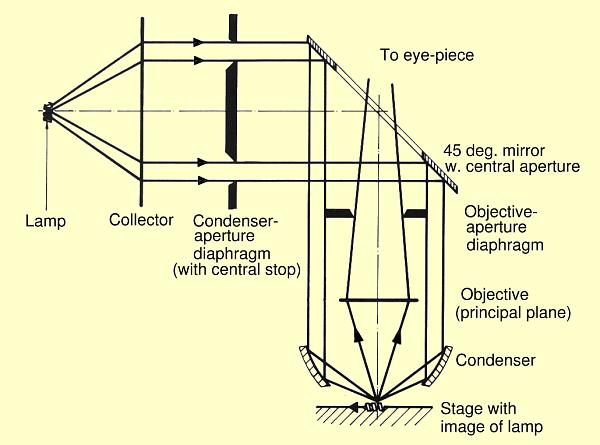 To eye-piece
45 deg. mirror
w. central aperture
Lamp
Collector
Condenser-
aperture
diaphragm
(with central stop)
Objective-
aperture
diaphragm
Objective
(principal plane)
Condenser
Stage with
image of lamp